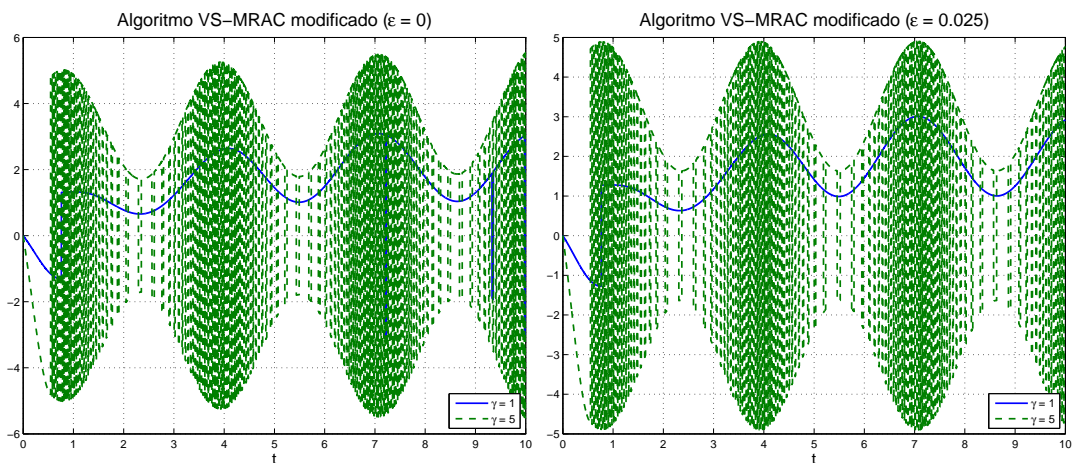 Algoritmo VS−MRAC modificado (ε = 0)
6
4
2
0
−2
−4
−6
0 1 2 3 4 5 6 7 8 9 10
t
γ = 1
γ = 5
Algoritmo VS−MRAC modificado (ε = 0.025)
5
4
3
2
1
0
−1
−2
−3
−4
−5
0 1 2 3 4 5 6 7 8 9 10
t
γ = 1
γ = 5